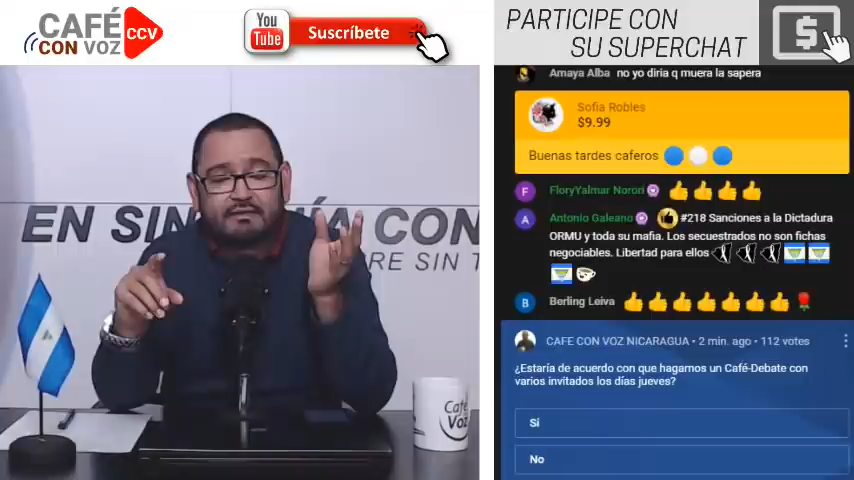 CAFÉ
CON VOZ
CCV
You
Tube
Suscríbete
PARTICIPE CON
SU SUPERCHAT
$
EN SIN ÍA CON
RE SIN T
Café
Voz
Amaya Alba no yo diria q muera la sapera
Sofia Robles
$9.99
Buenas tardes caferos
F FloryYalmar Norori
A Antonio Galeano #218 Sanciones a la Dictadura
ORMU y toda su mafia. Los secuestrados no son fichas
negociables. Libertad para ellos
B Berling Leiva
CAFE CON VOZ NICARAGUA • 2 min. ago • 112 votes
¿Estaría de acuerdo con que hagamos un Café-Debate con
varios invitados los días jueves?
Sí
No